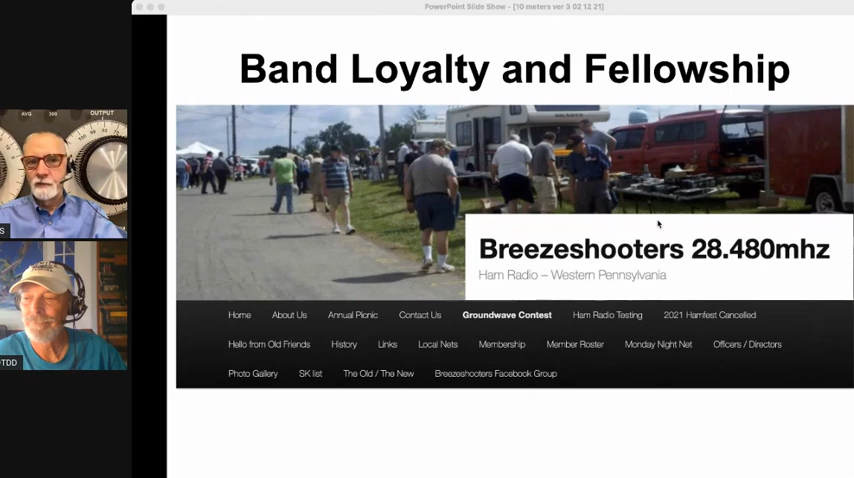 PowerPoint Slide Show - [10 meters ver 3 02 12 21]
Band Loyalty and Fellowship
AVG 300 OUTPUT
S
TDD
Breezeshooters 28.480mhz
Ham Radio – Western Pennsylvania
Home About Us Annual Picnic Contact Us Groundwave Contest Ham Radio Testing 2021 Hamfest Cancelled
Hello from Old Friends History Links Local Nets Membership Member Roster Monday Night Net Officers / Directors
Photo Gallery SK list The Old / The New Breezeshooters Facebook Group